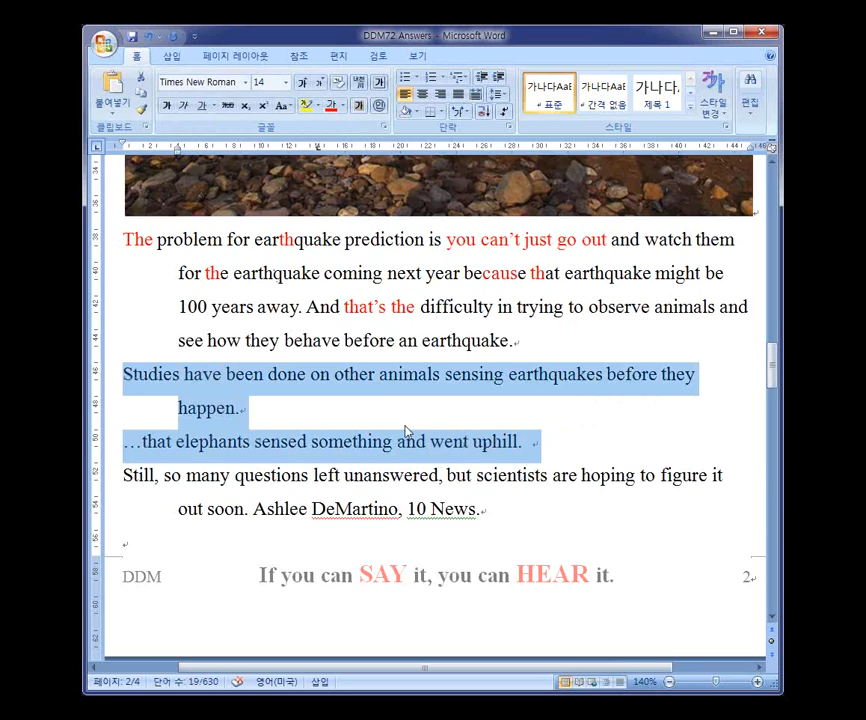 DDM72 Answers - Microsoft Word
홈 삽입 페이지 레이아웃 참조 편지 검토 보기
붙여넣기
Times New Roman 14
가나다AaE 가나다AaE 가나다.
표준 간격 없음 제목 1
스타일 변경 편집
클립보드 글꼴 단락 스타일
The problem for earthquake prediction is you can't just go out and watch them
for the earthquake coming next year because that earthquake might be
100 years away. And that's the difficulty in trying to observe animals and
see how they behave before an earthquake.
Studies have been done on other animals sensing earthquakes before they
happen.
…that elephants sensed something and went uphill.
Still, so many questions left unanswered, but scientists are hoping to figure it
out soon. Ashlee DeMartino, 10 News.
DDM If you can SAY it, you can HEAR it. 2
페이지: 2/4 단어 수: 19/630 영어(미국) 삽입 140%